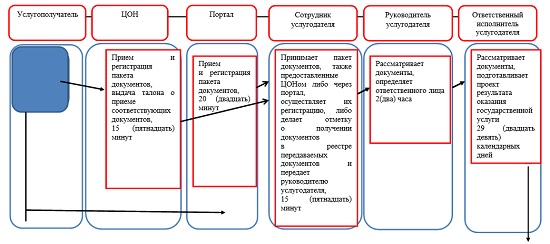 Услугополучатель
ЦОН
Портал
Сотрудник
услугодателя
Руководитель
услугодателя
Ответственный
исполнитель
услугодателя
Прием и
регистрация
пакета
документов,
выдача талона о
приеме
соответствующих
документов,
15 (пятнадцать)
минут
Прием
и регистрация
пакета
документов,
20 (двадцать)
минут
Принимает пакет
документов, также
предоставленные
ЦОНом либо через
портал,
осуществляет их
регистрацию, либо
делает отметку
о получении
документов
в реестре
передаваемых
документов и
передает
руководителю
услугодателя,
15 (пятнадцать)
минут
Рассматривает
документы,
определяет
ответственного лица
2(два) часа
Рассматривает
документы,
подготавливает
проект
результата
оказания
государственной
услуги
29 (двадцать
девять)
календарных
дней